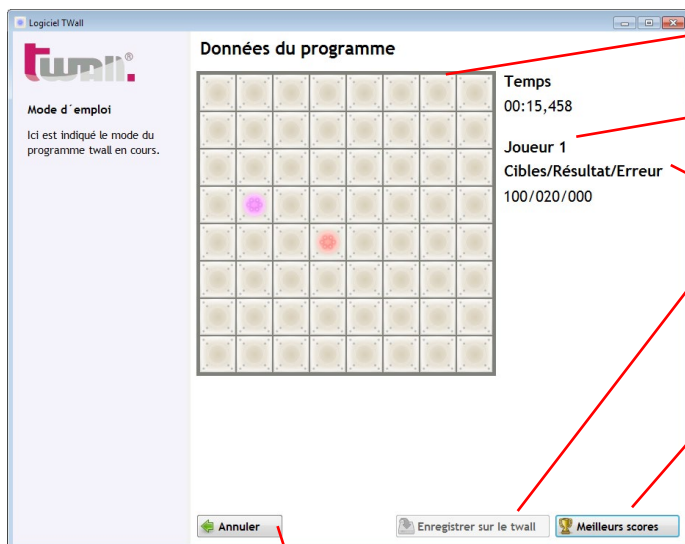 Logiciel TWall
twall®
Mode d´emploi
Ici est indiqué le mode du
programme twall en cours.
Données du programme
Temps
00:15,458
Joueur 1
Cibles/Résultat/Erreur
100/020/000
Annuler
Enregistrer sur le twall
Meilleurs scores